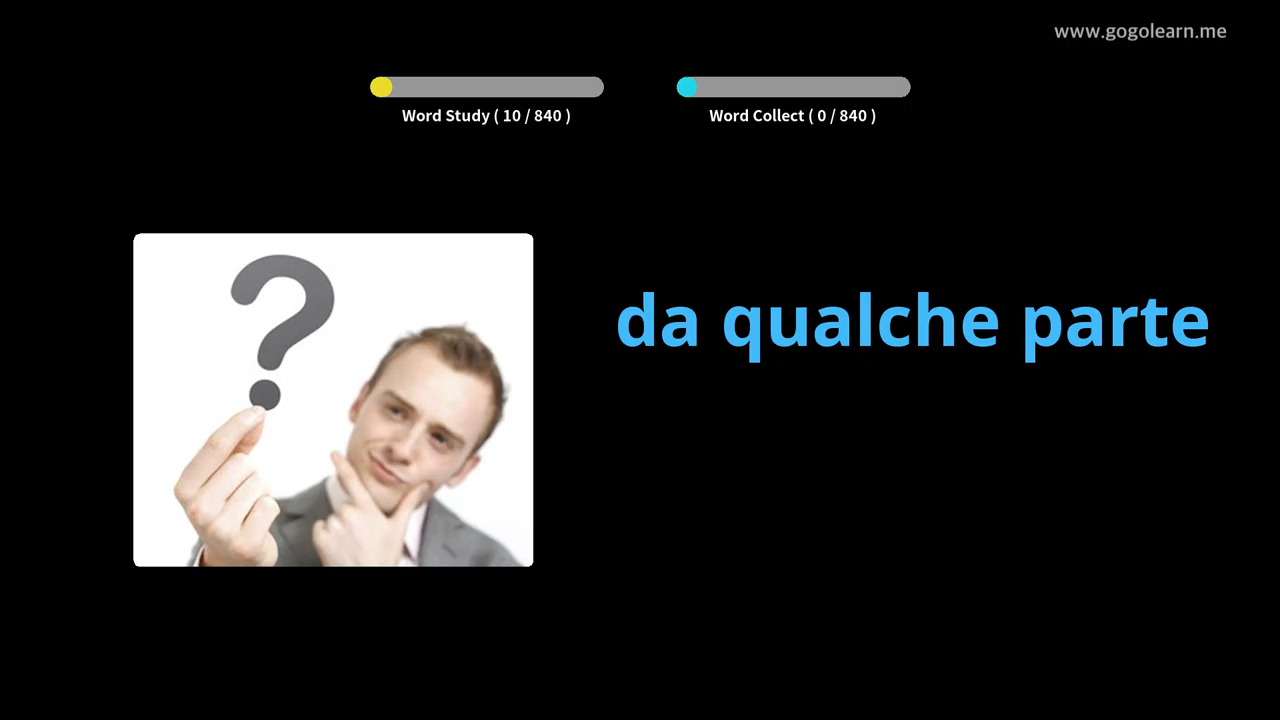 www.gogolearn.me
Word Study ( 10 / 840 )
Word Collect ( 0 / 840 )
?
da qualche parte